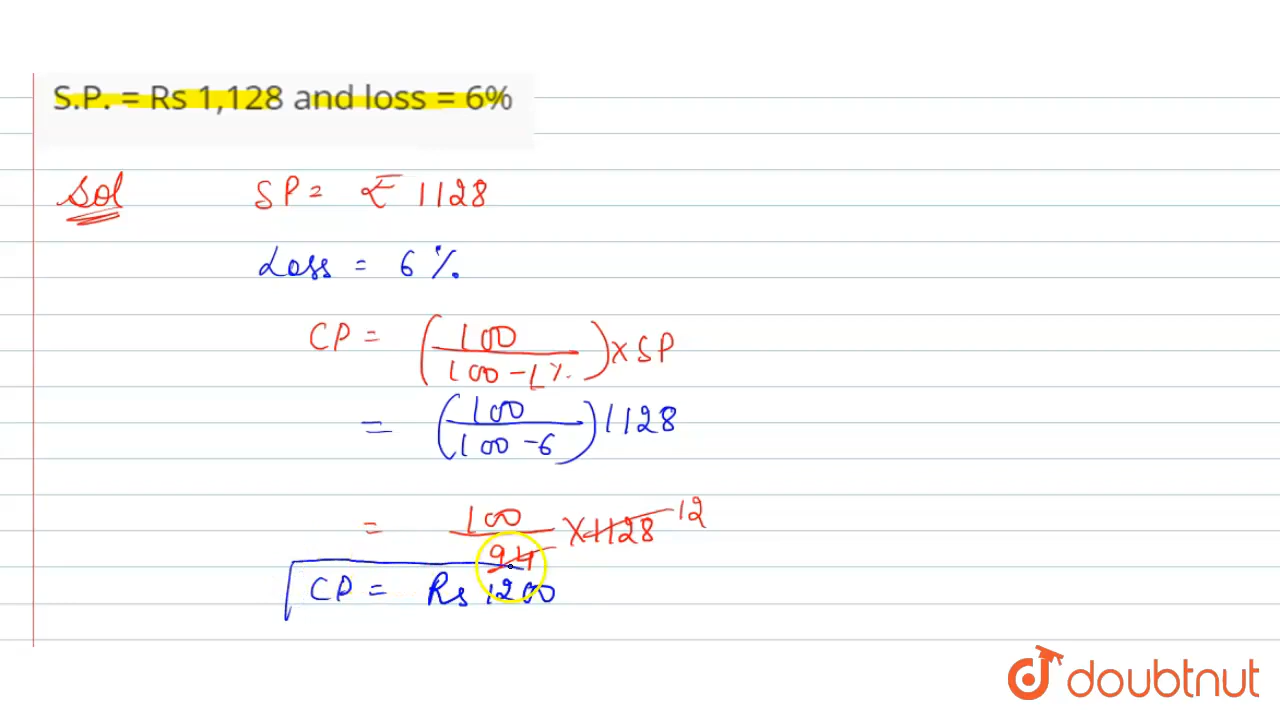 S.P. = Rs 1,128 and loss = 6%
Sol SP = ₹ 1128
Loss = 6 %
CP = (100 / 100 - L%) × SP
= (100 / 100 - 6) 1128
= 100 / 94 × 1128 12
CP = Rs 1200
doubtnut